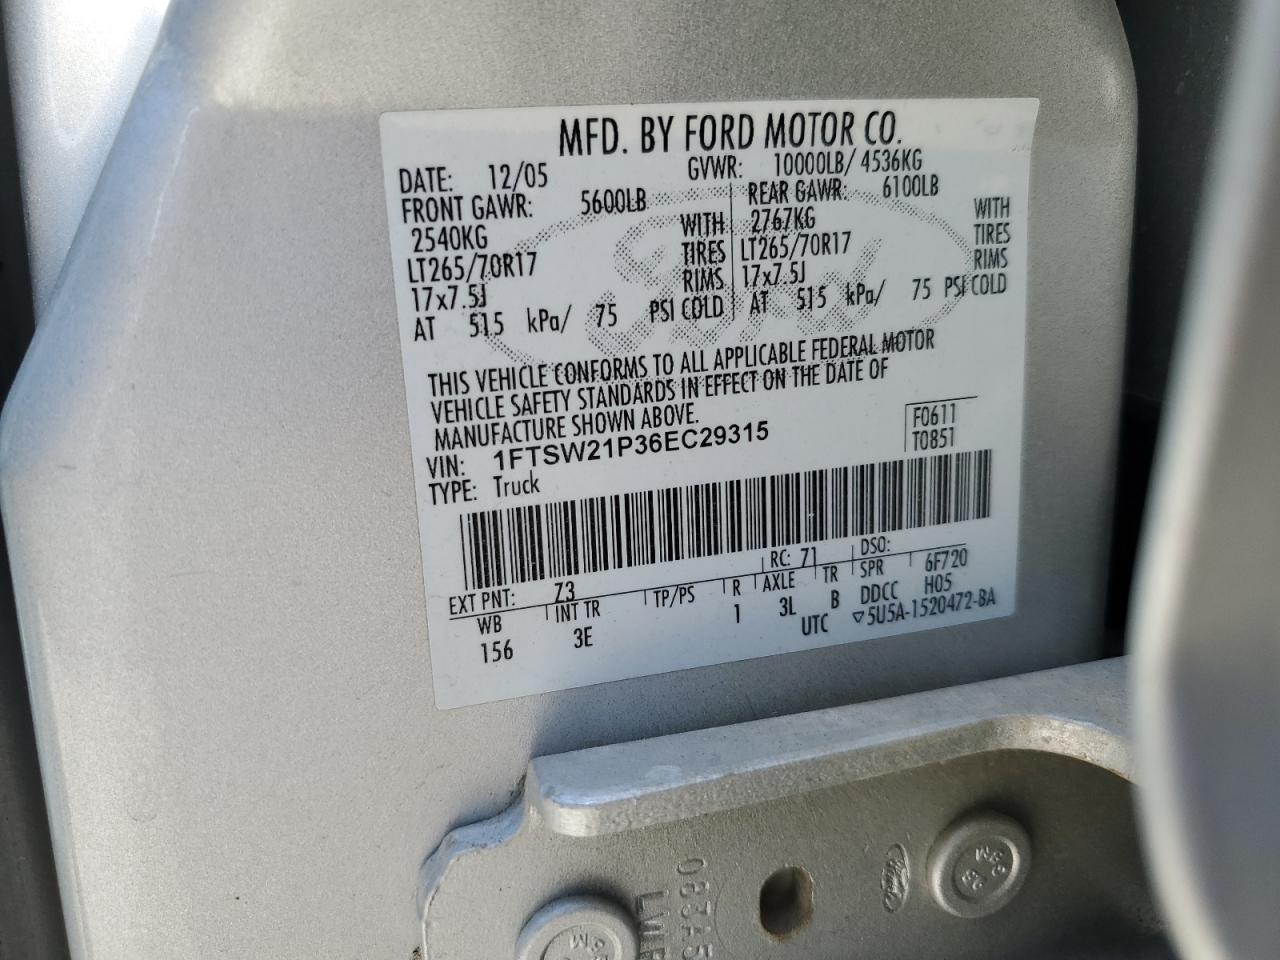 MFD. BY FORD MOTOR CO.
DATE: 12/05 GVWR: 10000LB/ 4536KG
FRONT GAWR: 5600LB REAR GAWR: 6100LB
2540KG WITH 2767KG WITH
LT265/70R17 TIRES LT265/70R17 TIRES
17x7.5J RIMS 17x7.5J RIMS
AT 515 kPa/ 75 PSI COLD AT 515 kPa/ 75 PSI COLD
THIS VEHICLE CONFORMS TO ALL APPLICABLE FEDERAL MOTOR
VEHICLE SAFETY STANDARDS IN EFFECT ON THE DATE OF
MANUFACTURE SHOWN ABOVE.
F0611
VIN: 1FTSW21P36EC29315 T0851
TYPE: Truck
EXT PNT: Z3 RC: 71 DSO:
WB INT TR TP/PS R AXLE TR SPR 6F720
156 3E 1 3L B DDCC H05
UTC ▽5U5A-1520472-BA
Ford